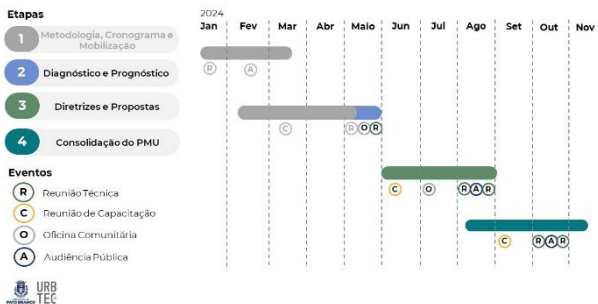 Etapas
1 Metodologia, Cronograma e
Mobilização
2 Diagnóstico e Prognóstico
3 Diretrizes e Propostas
4 Consolidação do PMU
Eventos
R Reunião Técnica
C Reunião de Capacitação
O Oficina Comunitária
A Audiência Pública
2024
Jan Fev Mar Abr Maio Jun Jul Ago Set Out Nov
R A
C R O R
C O R A R
C R A R
PATO BRANCO
URB
TEC